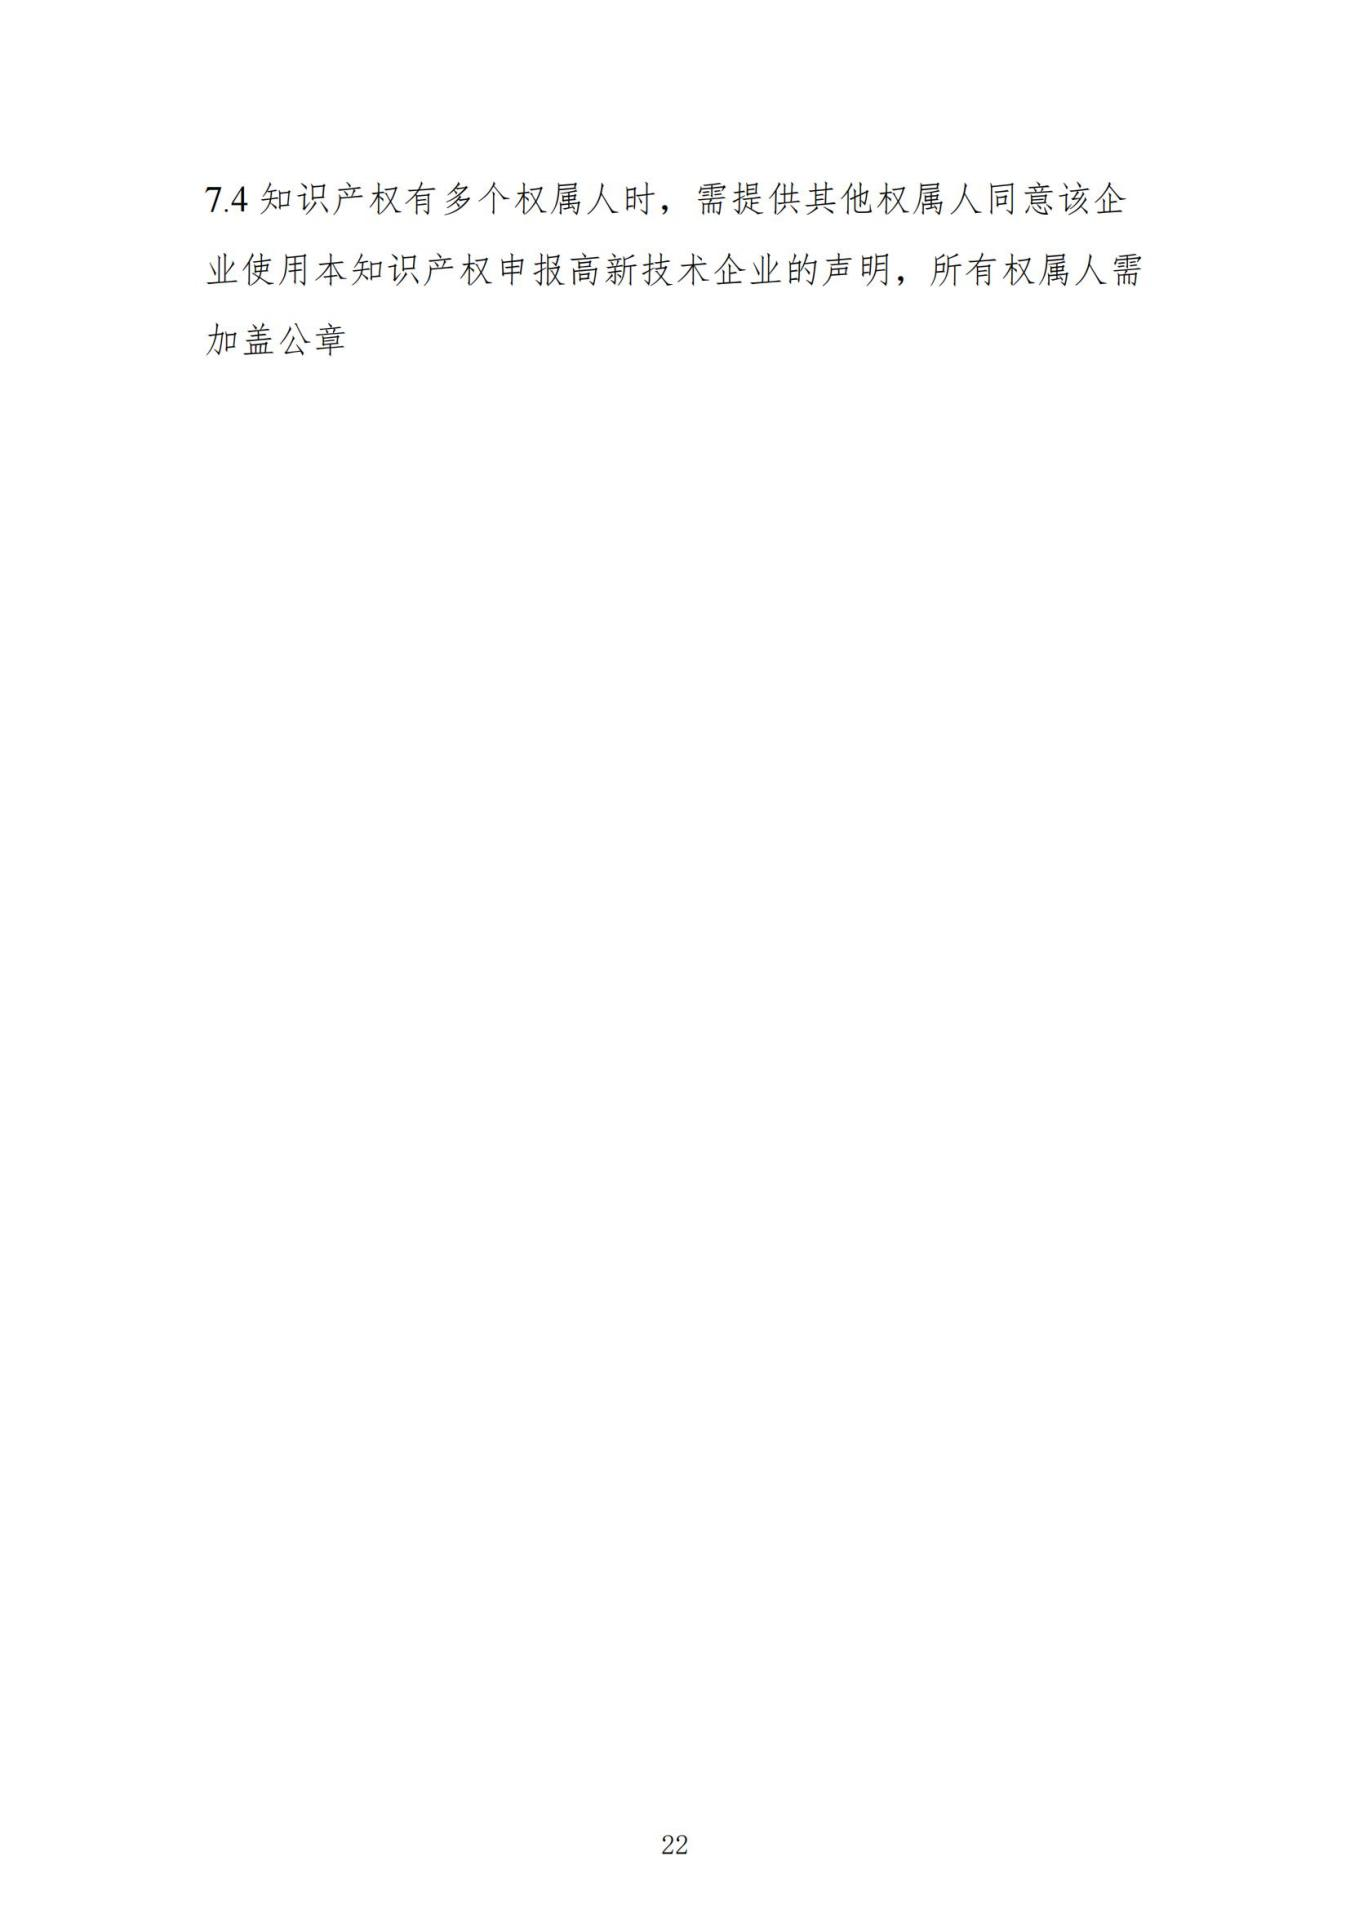 7.4 知识产权有多个权属人时，需提供其他权属人同意该企
业使用本知识产权申报高新技术企业的声明，所有权属人需
加盖公章
22